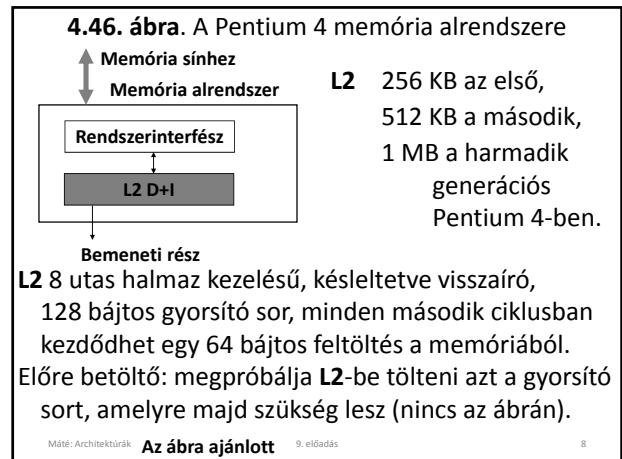 4.46. ábra. A Pentium 4 memória alrendszere
Memória sínhez
Memória alrendszer
Rendszerinterfész
L2 D+I
Bemeneti rész
L2 256 KB az első,
512 KB a második,
1 MB a harmadik
generációs
Pentium 4-ben.
L2 8 utas halmaz kezelésű, késleltetve visszaíró,
128 bájtos gyorsító sor, minden második ciklusban
kezdődhet egy 64 bájtos feltöltés a memóriából.
Előre betöltő: megpróbálja L2-be tölteni azt a gyorsító
sort, amelyre majd szükség lesz (nincs az ábrán).
Máté: Architektúrák Az ábra ajánlott 9. előadás 8